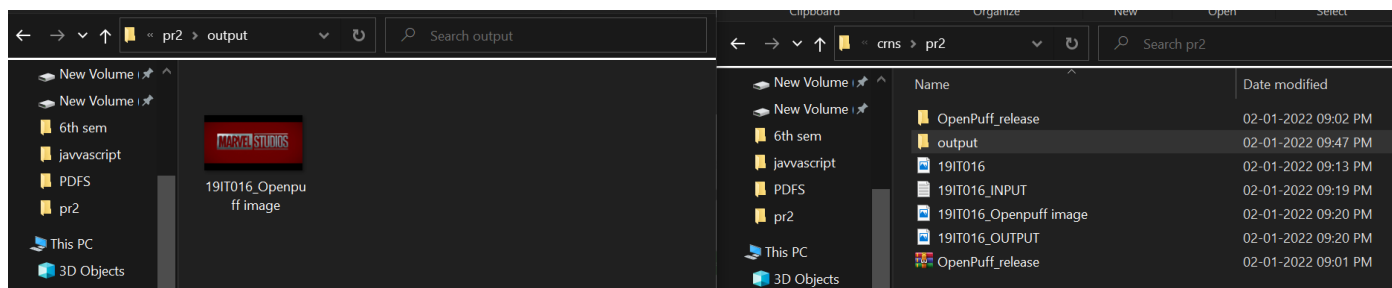 Clipboard Organize New Open Select
pr2 > output
Search output
New Volume (
New Volume (
6th sem
javvascript
PDFS
pr2
This PC
3D Objects
MARVEL STUDIOS
19IT016_Openpu
ff image
crns > pr2
Search pr2
New Volume (
New Volume (
6th sem
javvascript
PDFS
pr2
This PC
3D Objects
Name Date modified
OpenPuff_release 02-01-2022 09:02 PM
output 02-01-2022 09:47 PM
19IT016 02-01-2022 09:13 PM
19IT016_INPUT 02-01-2022 09:19 PM
19IT016_Openpuff image 02-01-2022 09:20 PM
19IT016_OUTPUT 02-01-2022 09:20 PM
OpenPuff_release 02-01-2022 09:01 PM